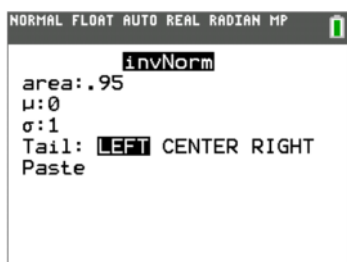 NORMAL FLOAT AUTO REAL RADIAN MP
invNorm
area:.95
μ:0
σ:1
Tail: LEFT CENTER RIGHT
Paste